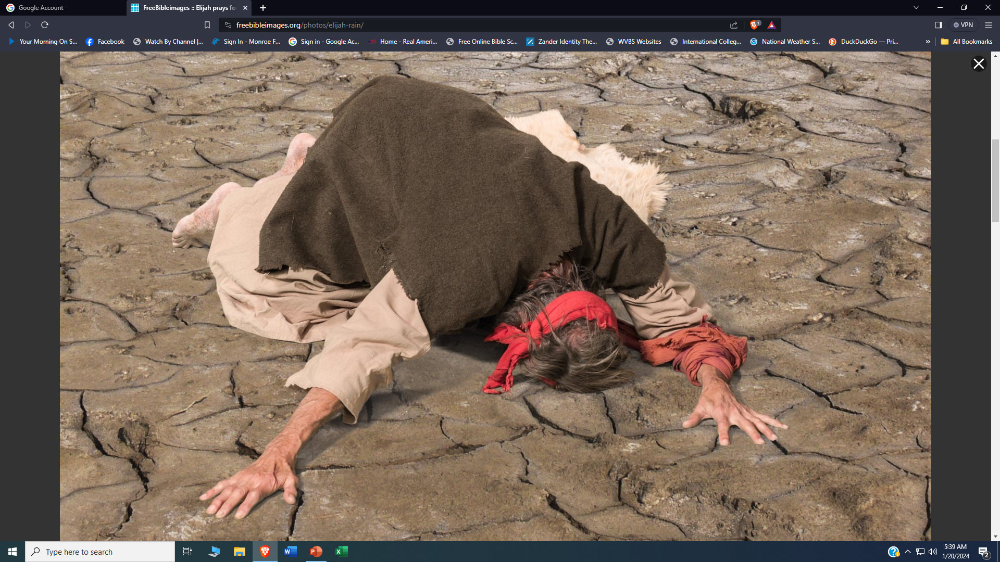 Google Account
FreeBibleimages :: Elijah prays fo
freebibleimages.org/photos/elijah-rain/
1
VPN
Your Morning On S...
Facebook
Watch By Channel |...
Sign In - Monroe F...
Sign in - Google Ac...
Home - Real Ameri...
Free Online Bible Sc...
Zander Identity The...
WVBS Websites
International Colleg...
National Weather S...
DuckDuckGo — Pri...
»
All Bookmarks
Type here to search
5:39 AM
1/20/2024
2